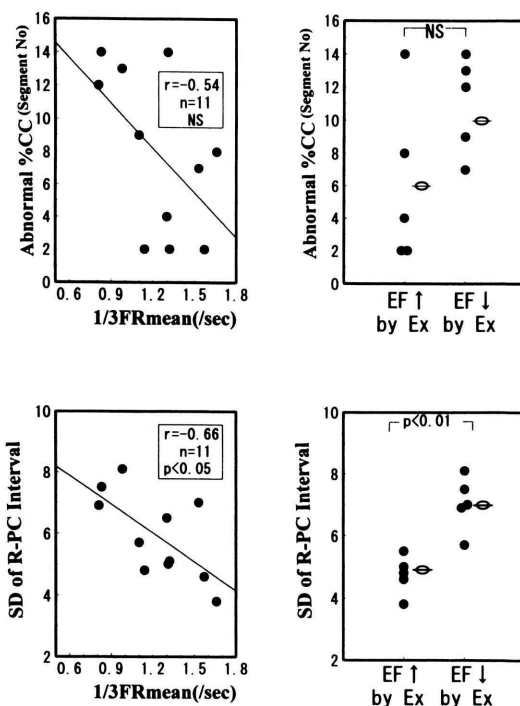 Abnormal %CC (Segment No)
16
14
12
10
8
6
4
2
0
r=-0.54
n=11
NS
0.6 0.9 1.2 1.5 1.8
1/3FRmean(/sec)
Abnormal %CC (Segment No)
16
14
12
10
8
6
4
2
0
NS
EF ↑ EF ↓
by Ex by Ex
SD of R-PC Interval
10
8
6
4
2
r=-0.66
n=11
p<0.05
0.6 0.9 1.2 1.5 1.8
1/3FRmean(/sec)
SD of R-PC Interval
10
8
6
4
2
p<0.01
EF ↑ EF ↓
by Ex by Ex